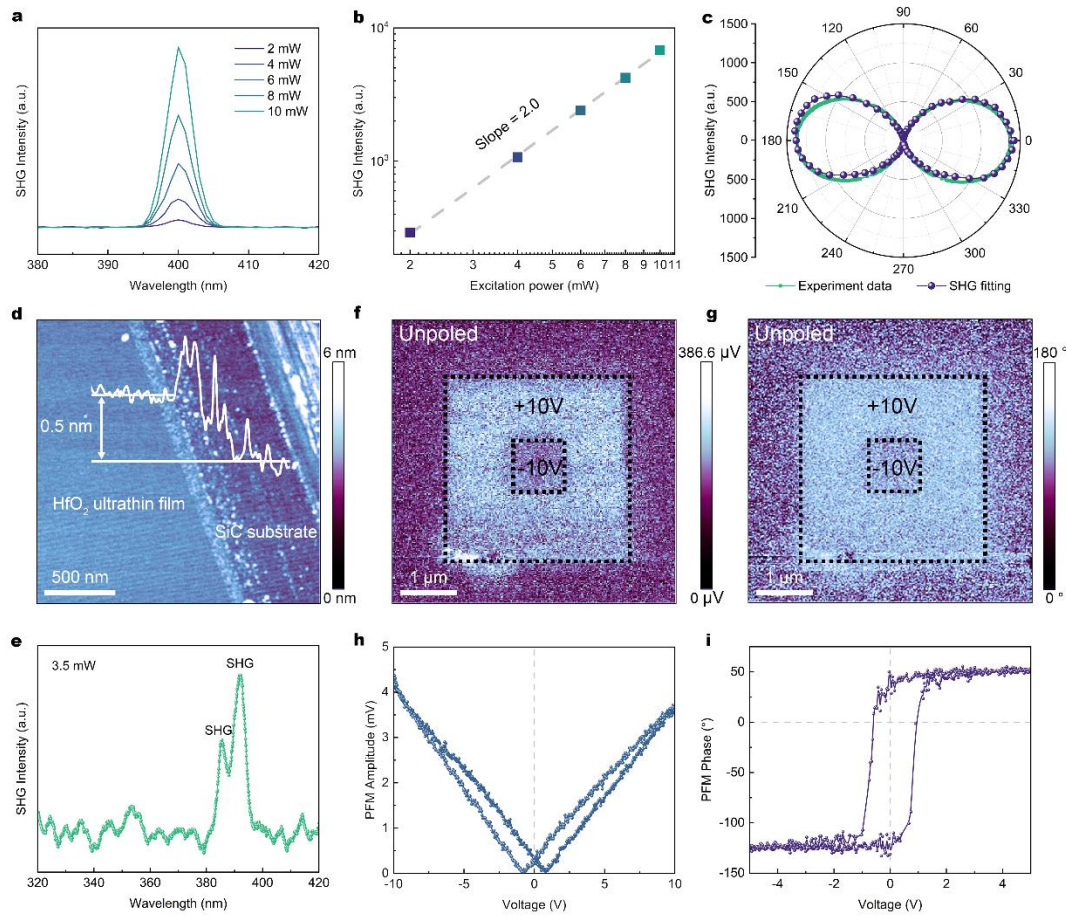 a
SHG Intensity (a.u.)
2 mW
4 mW
6 mW
8 mW
10 mW
380 390 400 410 420
Wavelength (nm)
b
SHG Intensity (a.u.)
10⁴
10³
Slope = 2.0
2 3 4 5 6 7 8 9 10 11
Excitation power (mW)
c
SHG Intensity (a.u.)
1500
1000
500
0
500
1000
1500
90
120 60
150 30
180 0
210 330
240 300
270
Experiment data SHG fitting
d
0.5 nm
HfO₂ ultrathin film
SiC substrate
500 nm
6 nm
0 nm
f
Unpoled
+10V
-10V
1 μm
386.6 μV
0 μV
g
Unpoled
+10V
-10V
1 μm
180 °
0 °
e
3.5 mW
SHG
SHG
SHG Intensity (a.u.)
320 340 360 380 400 420
Wavelength (nm)
h
PFM Amplitude (mV)
5
4
3
2
1
0
-10 -5 0 5 10
Voltage (V)
i
PFM Phase (°)
100
50
0
-50
-100
-150
-4 -2 0 2 4
Voltage (V)